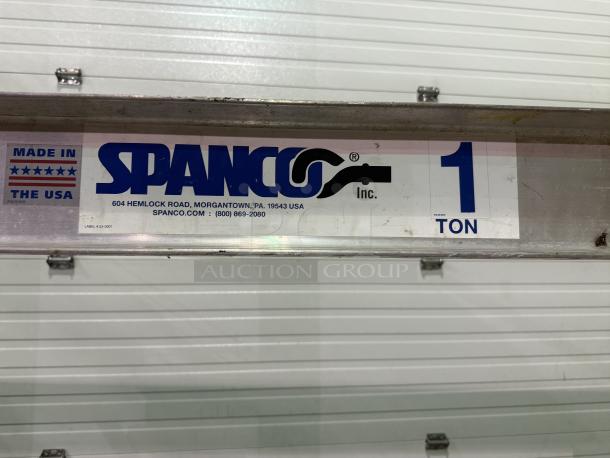 MADE IN
THE USA
SPANCO®
Inc.
604 HEMLOCK ROAD, MORGANTOWN, PA. 19543 USA
SPANCO.COM : (800) 869-2080
1
TON
AUCTION GROUP